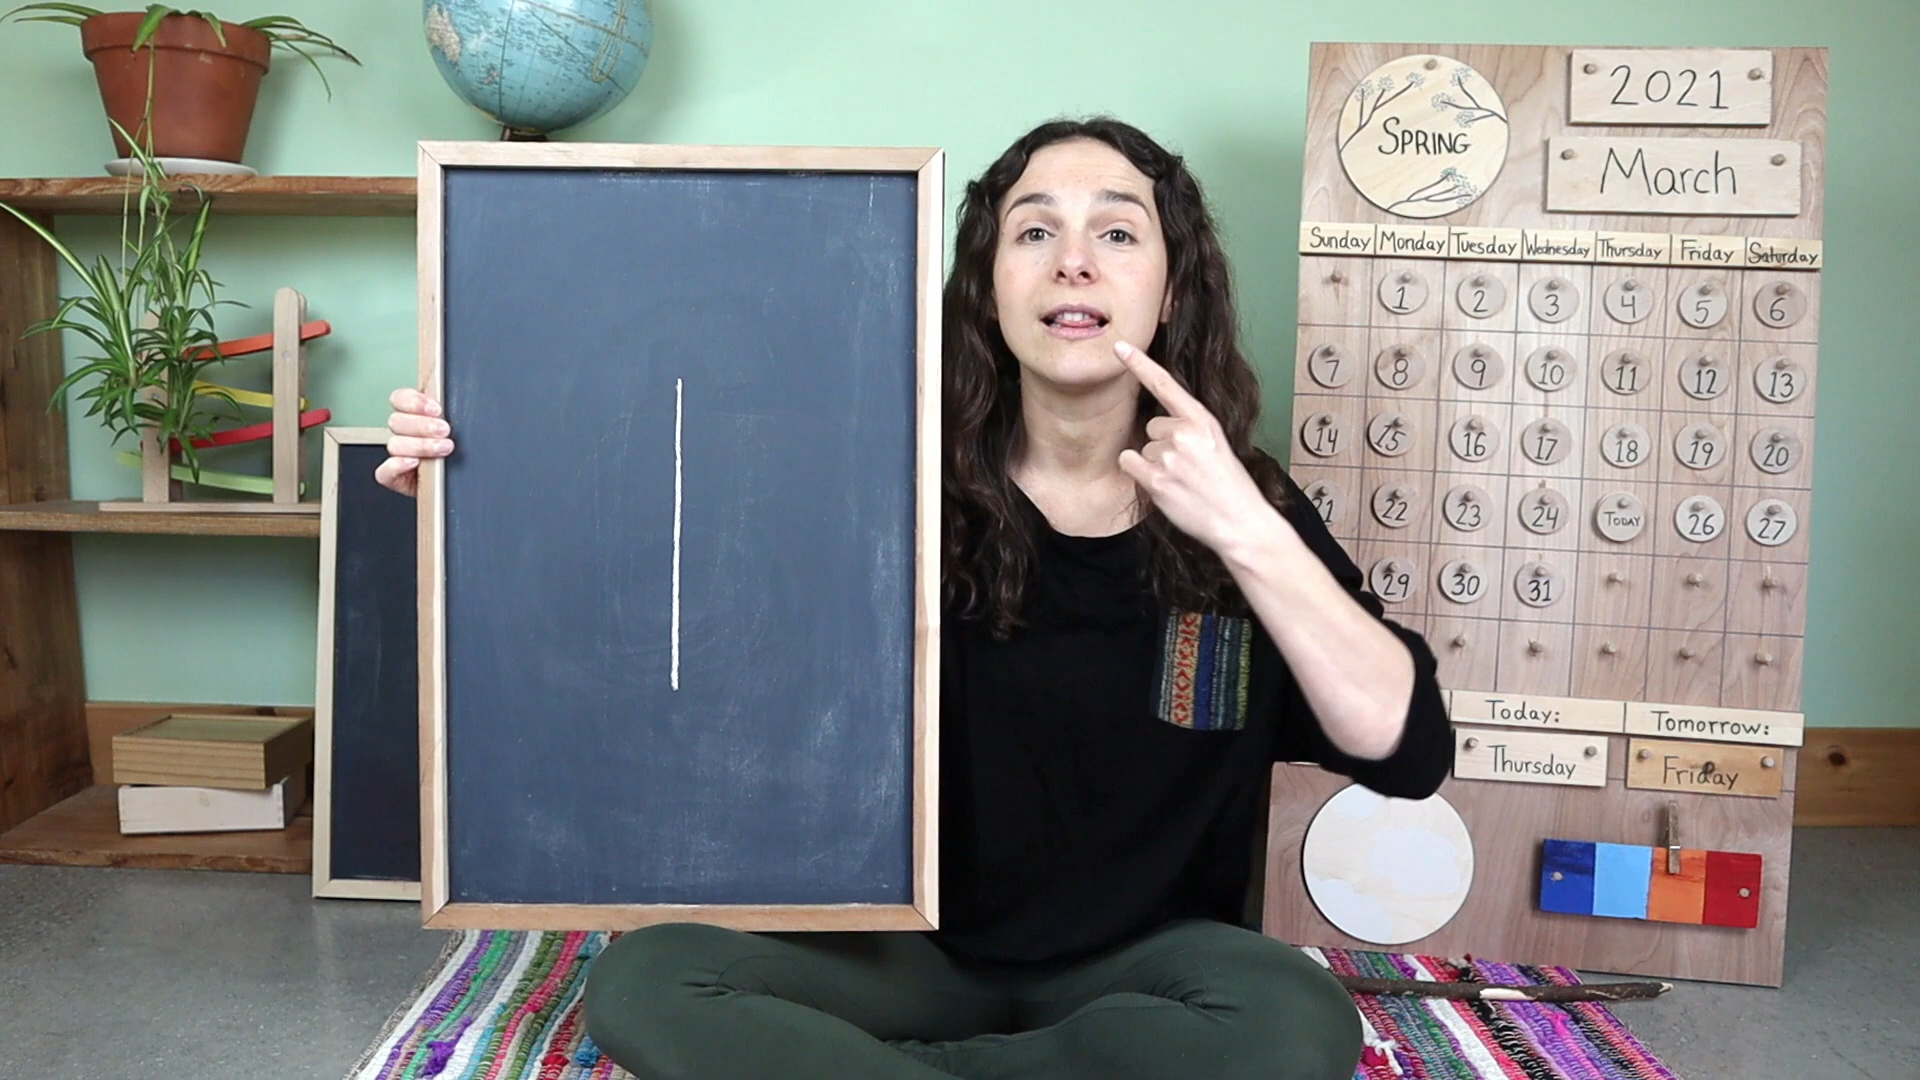 SPRING
2021
March
Sunday Monday Tuesday Wednesday Thursday Friday Saturday
1 2 3 4 5 6
7 8 9 10 11 12 13
14 15 16 17 18 19 20
21 22 23 24 TODAY 26 27
29 30 31
Today: Tomorrow:
Thursday Friday